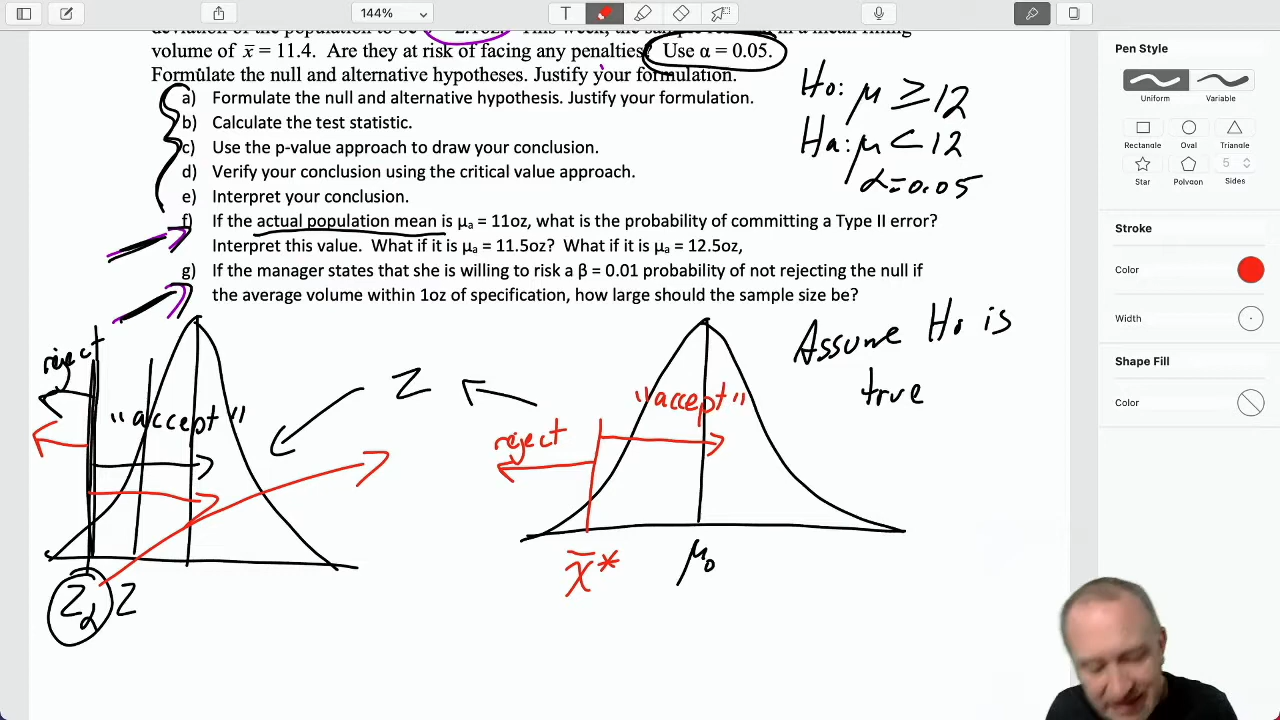 144%
T
volume of x̄ = 11.4.  Are they at risk of facing any penalties?  Use α = 0.05.
Formulate the null and alternative hypotheses. Justify your formulation.
a) Formulate the null and alternative hypothesis. Justify your formulation.
b) Calculate the test statistic.
c) Use the p-value approach to draw your conclusion.
d) Verify your conclusion using the critical value approach.
e) Interpret your conclusion.
f) If the actual population mean is μₐ = 11oz, what is the probability of committing a Type II error?
Interpret this value.  What if it is μₐ = 11.5oz?  What if it is μₐ = 12.5oz,
g) If the manager states that she is willing to risk a β = 0.01 probability of not rejecting the null if
the average volume within 1oz of specification, how large should the sample size be?
Ho: μ ≥ 12
Ha: μ < 12
α=0.05
Assume Ho is
true
reject
"accept"
Z
Zα Z
reject
"accept"
x̄*
μ₀
Pen Style
Uniform
Variable
Rectangle
Oval
Triangle
Star
Polygon
5
Sides
Stroke
Color
Width
Shape Fill
Color